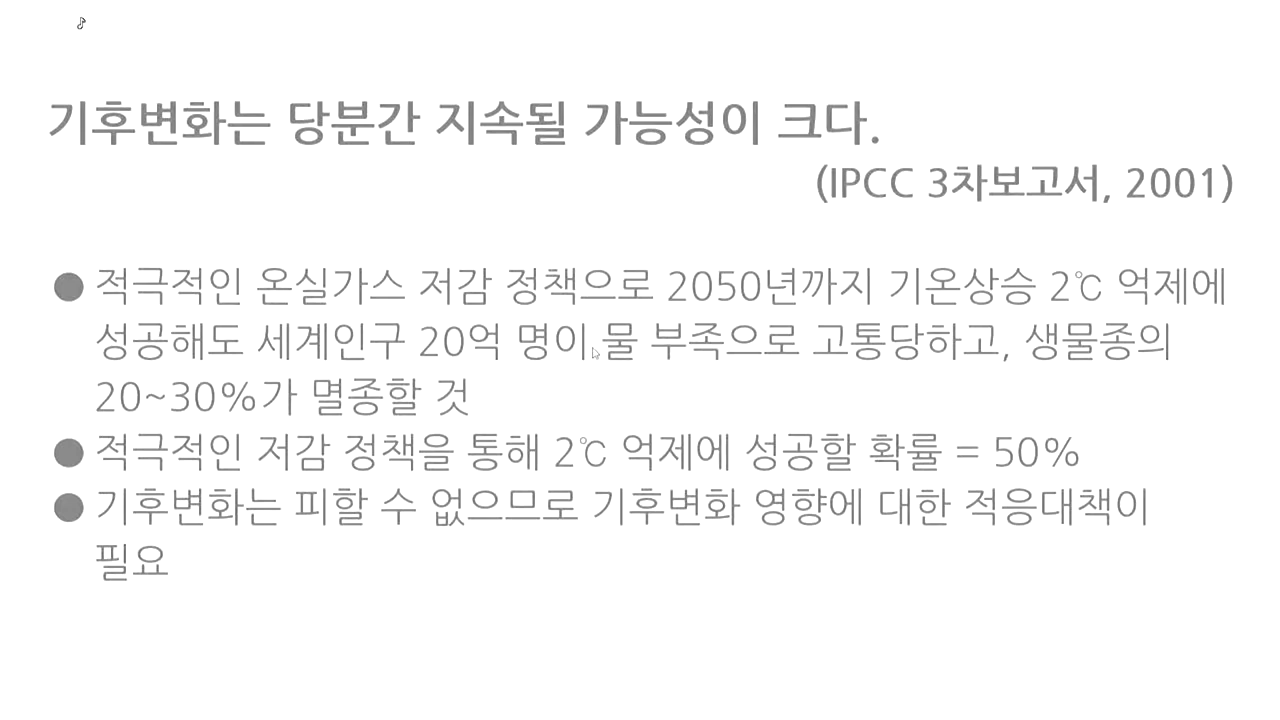 ♪
기후변화는 당분간 지속될 가능성이 크다.
(IPCC 3차보고서, 2001)
● 적극적인 온실가스 저감 정책으로 2050년까지 기온상승 2℃ 억제에
성공해도 세계인구 20억 명이 물 부족으로 고통당하고, 생물종의
20~30%가 멸종할 것
● 적극적인 저감 정책을 통해 2℃ 억제에 성공할 확률 = 50%
● 기후변화는 피할 수 없으므로 기후변화 영향에 대한 적응대책이
필요